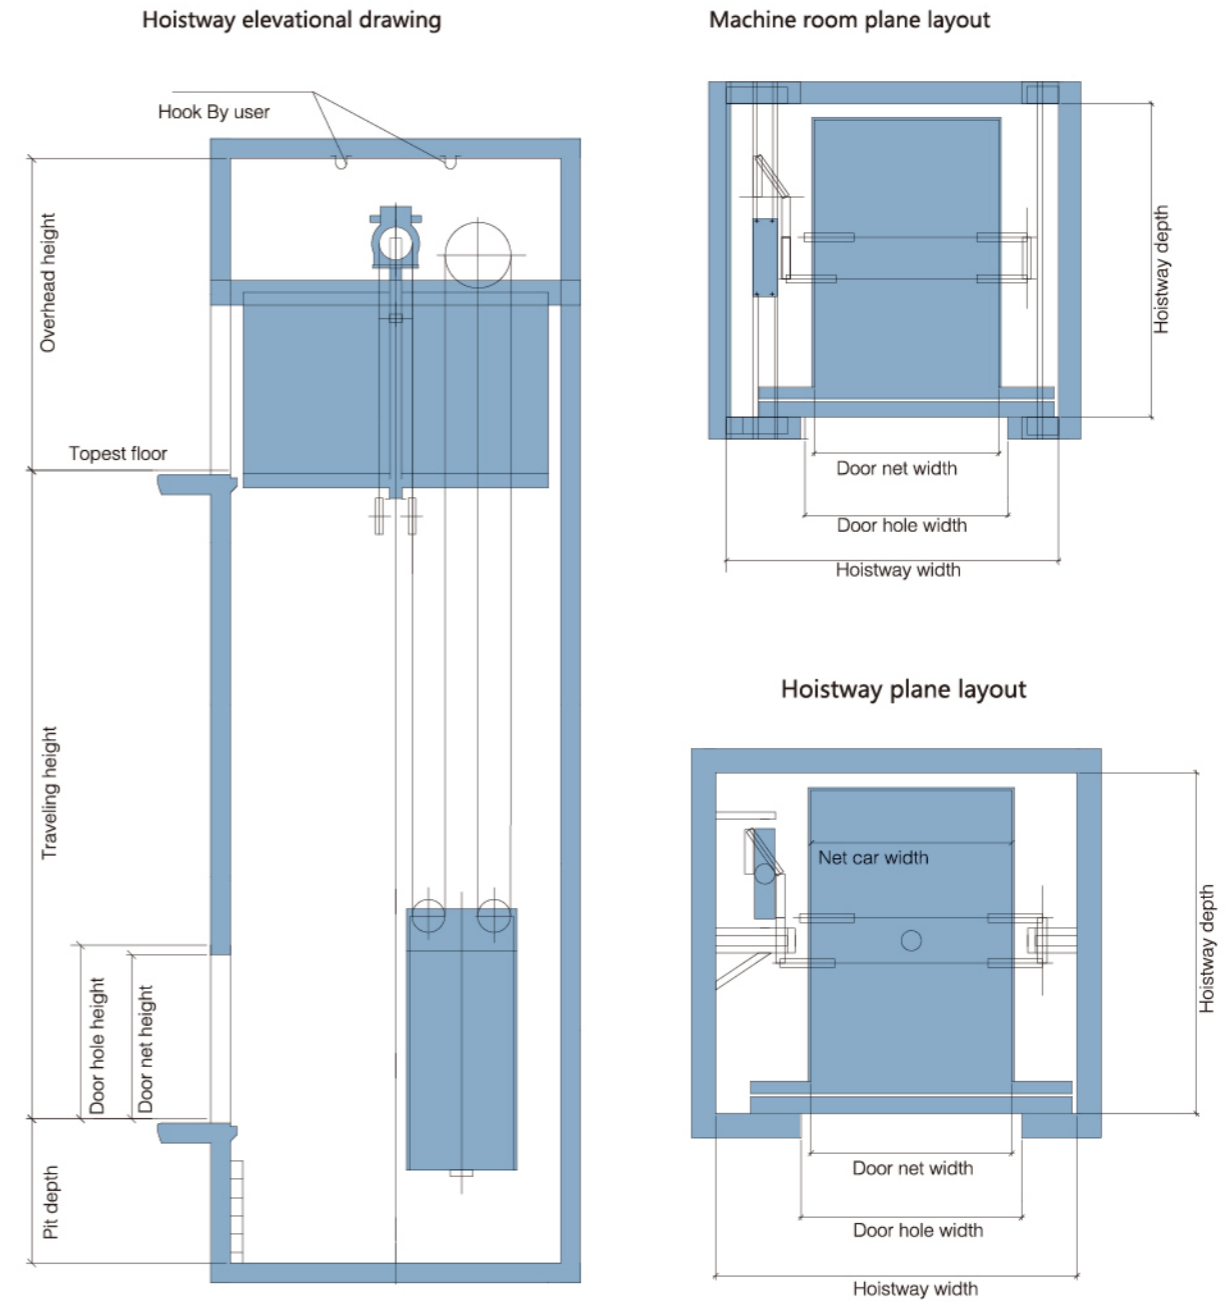 Hoistway elevational drawing
Hook By user
Overhead height
Topest floor
Traveling height
Door hole height
Door net height
Pit depth
Machine room plane layout
Hoistway depth
Door net width
Door hole width
Hoistway width
Hoistway plane layout
Net car width
Hoistway depth
Door net width
Door hole width
Hoistway width